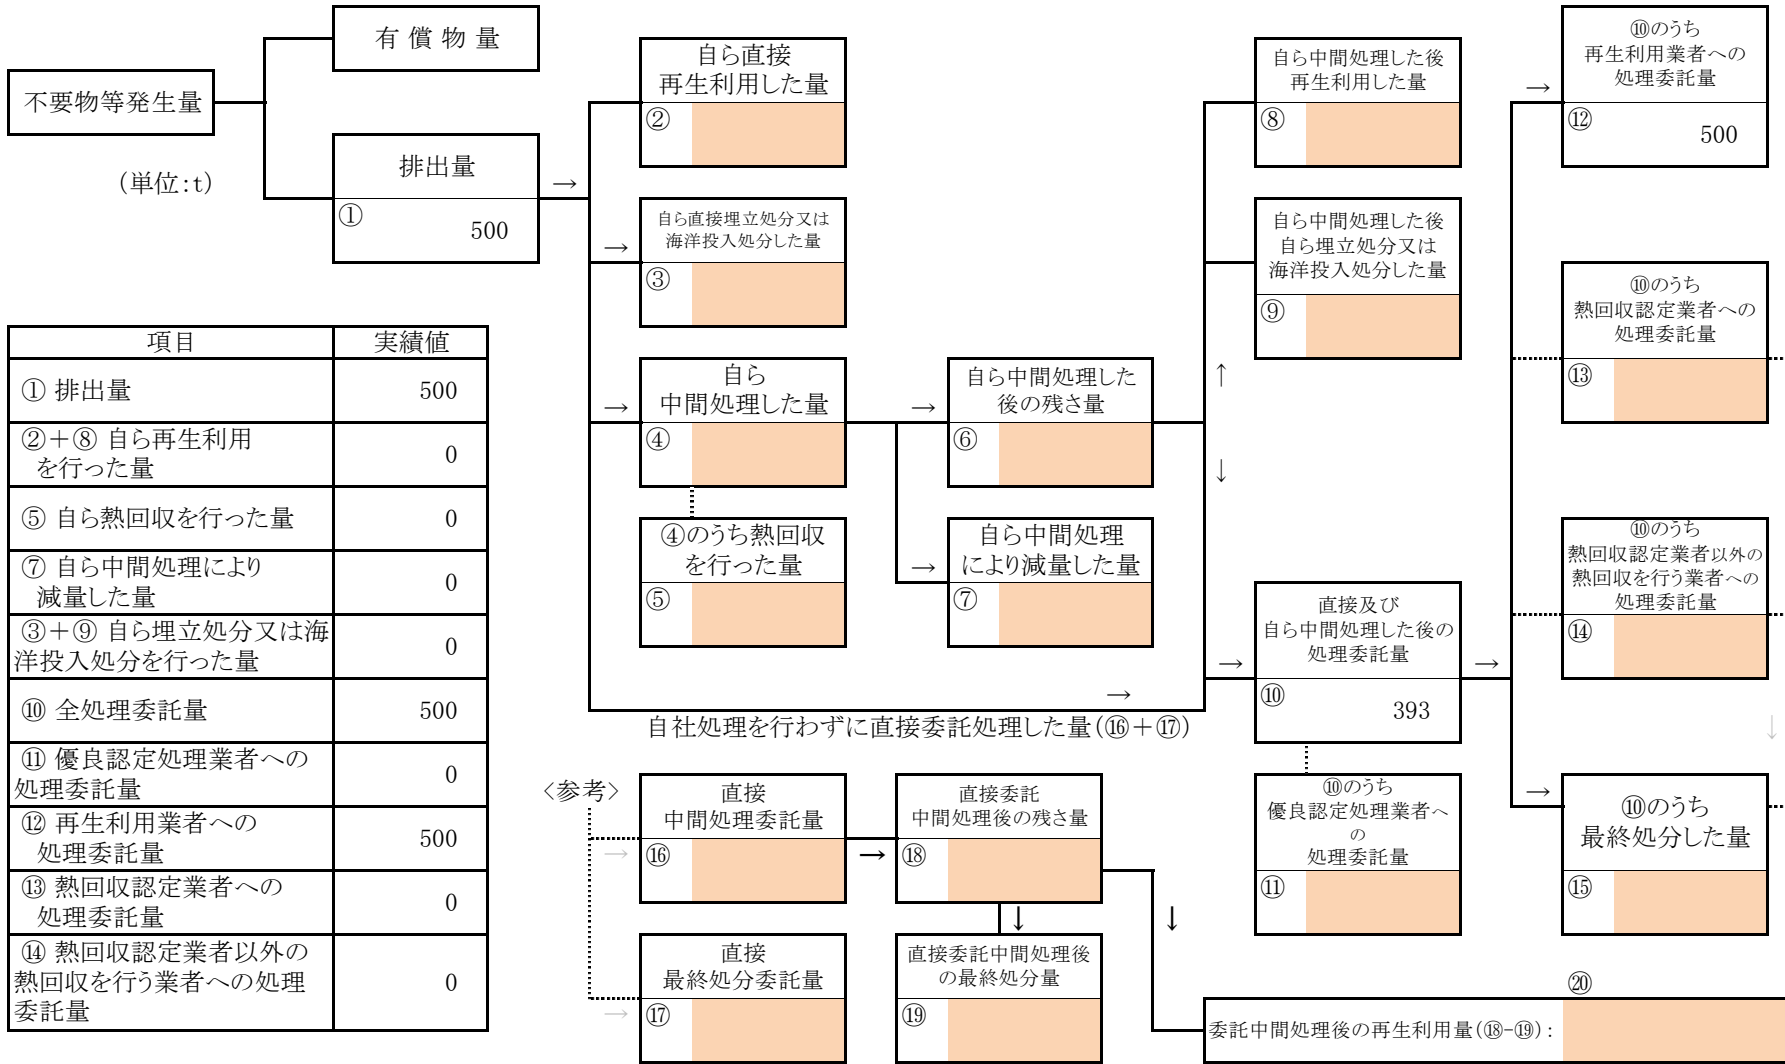 有 償 物 量
不要物等発生量
(単位:t)
排出量
①
500
→
自ら直接
再生利用した量
②
→
自ら直接埋立処分又は
海洋投入処分した量
③
→
自ら
中間処理した量
④
④のうち熱回収
を行った量
⑤
→
自ら中間処理した
後の残さ量
⑥
→
自ら中間処理
により減量した量
⑦
自ら中間処理した後
再生利用した量
⑧
自ら中間処理した後
自ら埋立処分又は
海洋投入処分した量
⑨
↑
↓
→
自社処理を行わずに直接委託処理した量(⑯+⑰)
→
直接及び
自ら中間処理した後の
処理委託量
⑩
393
→
⑩のうち
優良認定処理業者へ
の
処理委託量
⑪
→
⑩のうち
再生利用業者への
処理委託量
⑫
500
⑩のうち
熱回収認定業者への
処理委託量
⑬
⑩のうち
熱回収認定業者以外の
熱回収を行う業者への
処理委託量
⑭
↓
→
⑩のうち
最終処分した量
⑮
項目 実績値
① 排出量 500
②+⑧ 自ら再生利用
を行った量 0
⑤ 自ら熱回収を行った量 0
⑦ 自ら中間処理により
減量した量 0
③+⑨ 自ら埋立処分又は海
洋投入処分を行った量 0
⑩ 全処理委託量 500
⑪ 優良認定処理業者への
処理委託量 0
⑫ 再生利用業者への
処理委託量 500
⑬ 熱回収認定業者への
処理委託量 0
⑭ 熱回収認定業者以外の
熱回収を行う業者への処理
委託量 0
<参考>
→
直接
中間処理委託量
⑯
→
直接委託
中間処理後の残さ量
⑱
↓
↓
→
直接
最終処分委託量
⑰
直接委託中間処理後
の最終処分量
⑲
⑳
委託中間処理後の再生利用量(⑱-⑲):